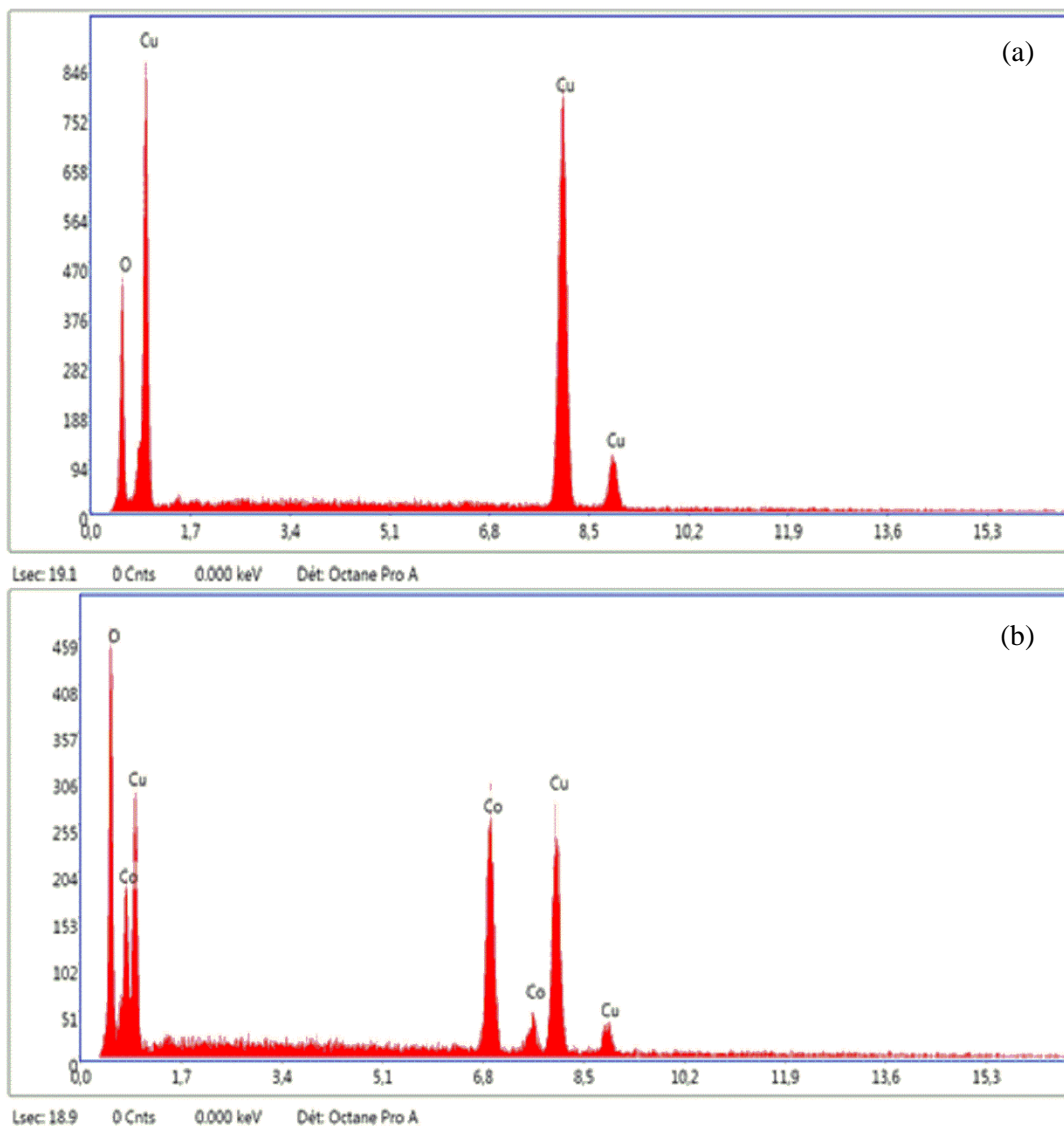 (a)
Cu
846
Cu
752
658
564
O
470
376
282
188
Cu
94
0
0,0 1,7 3,4 5,1 6,8 8,5 10,2 11,9 13,6 15,3
Lsec: 19.1 0 Cnts 0.000 keV Dét: Octane Pro A
(b)
O
459
408
357
Cu Cu
306
Co
255
204
Co
153
102
Co
51
Cu
0
0,0 1,7 3,4 5,1 6,8 8,5 10,2 11,9 13,6 15,3
Lsec: 18.9 0 Cnts 0.000 keV Dét: Octane Pro A